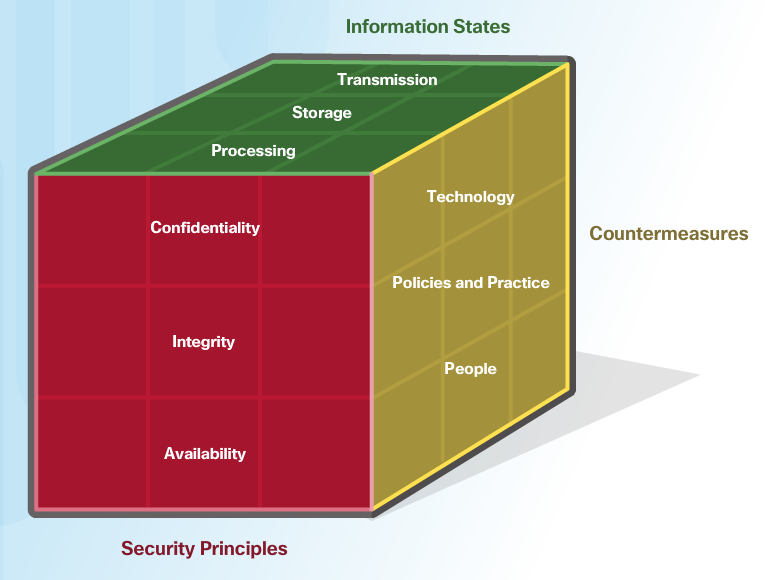 Information States
Transmission
Storage
Processing
Confidentiality
Integrity
Availability
Technology
Policies and Practice
People
Countermeasures
Security Principles